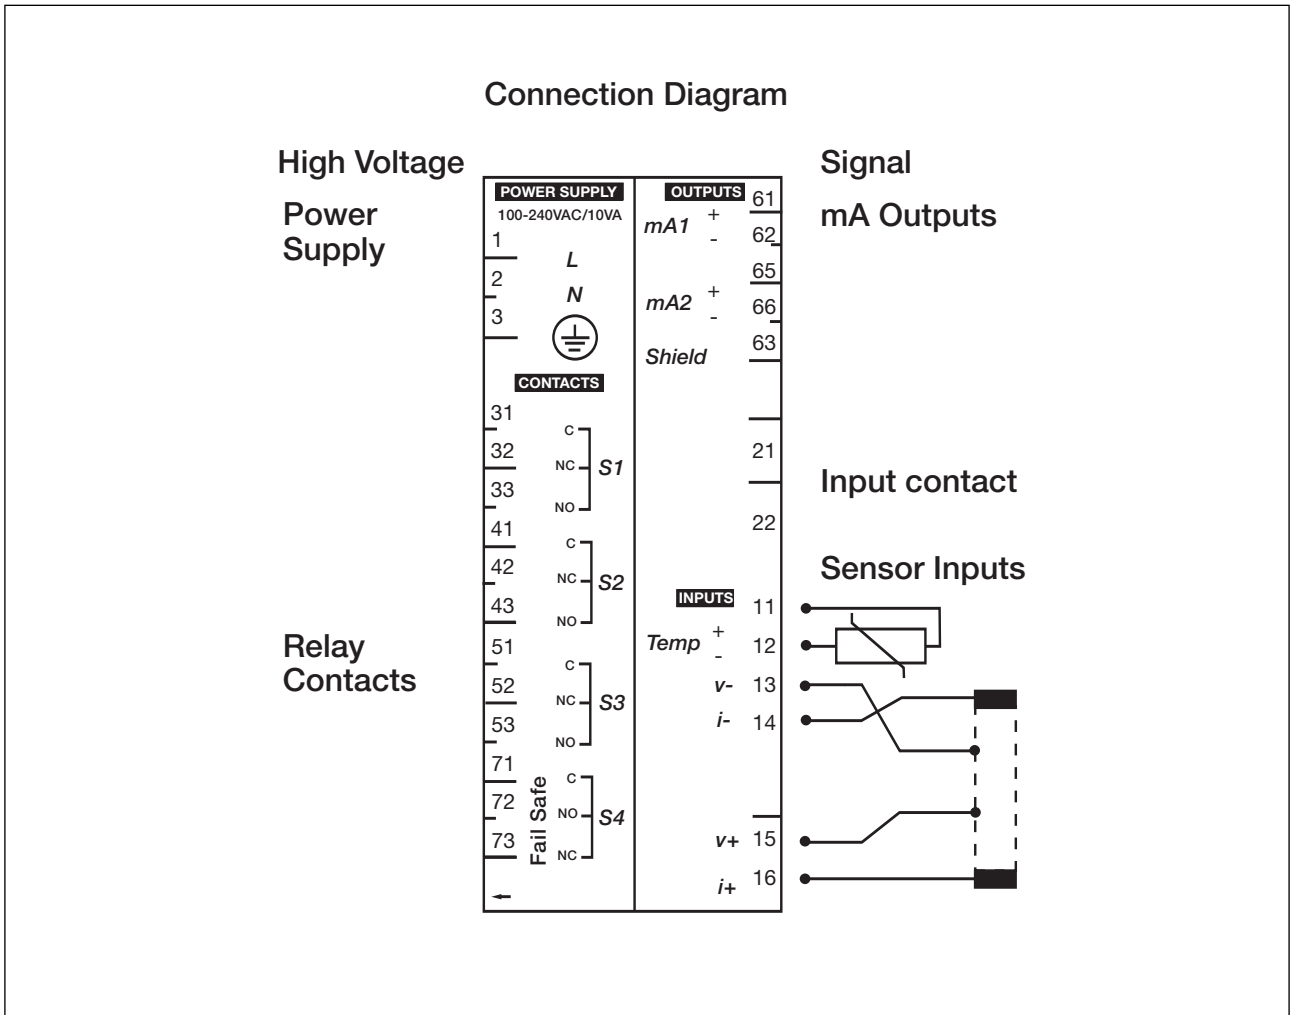 Connection Diagram
High Voltage
Signal
Power
Supply
mA Outputs
POWER SUPPLY
100-240VAC/10VA
1
L
2
N
3
CONTACTS
31
C
32
NC
S1
33
NO
41
C
42
NC
S2
43
NO
51
C
52
NC
S3
53
NO
71
C
72
NO
S4
73
NC
Fail Safe
Relay
Contacts
OUTPUTS
61
mA1 +
-
62
65
mA2 +
-
66
63
Shield
21
Input contact
22
Sensor Inputs
INPUTS
11
Temp +
-
12
v- 13
i- 14
v+ 15
i+ 16